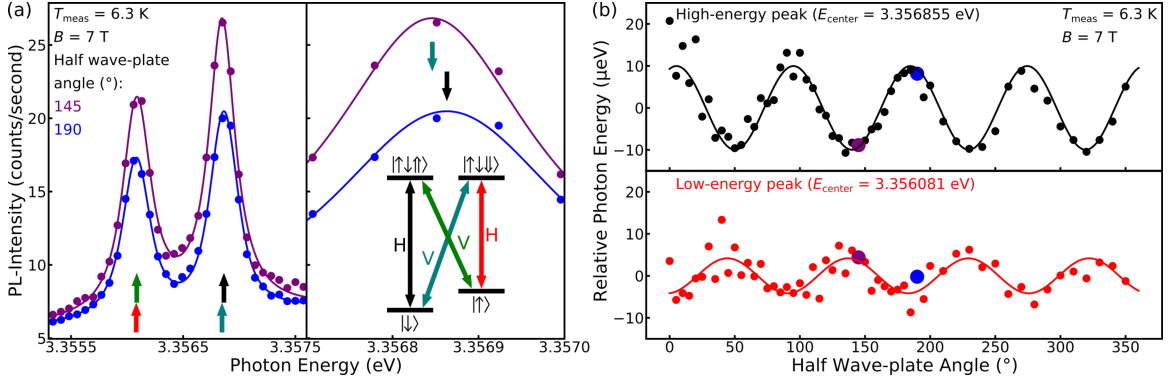 (a)
T_meas = 6.3 K
B = 7 T
Half wave-plate
angle (°):
145
190
PL-Intensity (counts/second)
25
20
15
10
5
3.3555
3.3565
3.3575
3.3568
3.3569
3.3570
Photon Energy (eV)
|↑↓⇑⟩
|↑↓⇓⟩
H
V
V
H
|↑⟩
|↓⟩
(b)
High-energy peak (E_center = 3.356855 eV)
T_meas = 6.3 K
B = 7 T
Relative Photon Energy (µeV)
20
10
0
−10
Low-energy peak (E_center = 3.356081 eV)
20
10
0
−10
0
50
100
150
200
250
300
350
Half Wave-plate Angle (°)